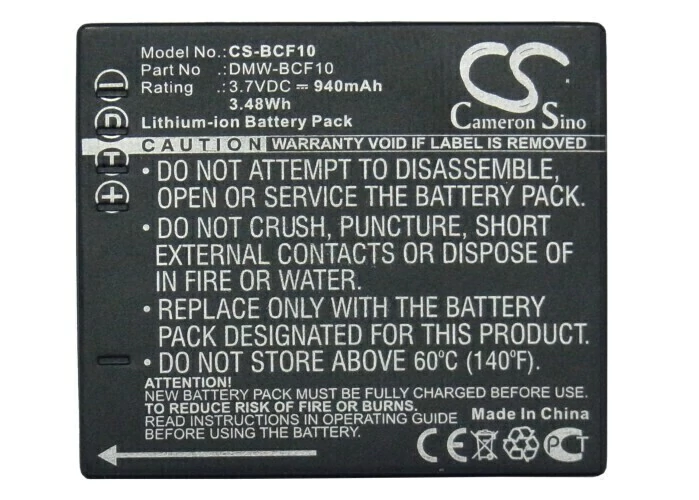 Model No.: CS-BCF10
Part No : DMW-BCF10
Rating : 3.7VDC ⎓ 940mAh
3.48Wh
Lithium-ion Battery Pack
CS
Cameron Sino
CAUTION WARRANTY VOID IF LABEL IS REMOVED
D
T
+
−
• DO NOT ATTEMPT TO DISASSEMBLE,
OPEN OR SERVICE THE BATTERY PACK.
• DO NOT CRUSH, PUNCTURE, SHORT
EXTERNAL CONTACTS OR DISPOSE OF
IN FIRE OR WATER.
• REPLACE ONLY WITH THE BATTERY
PACK DESIGNATED FOR THIS PRODUCT.
• DO NOT STORE ABOVE 60°C (140°F).
ATTENTION!
NEW BATTERY PACK MUST BE FULLY CHARGED BEFORE USING.
TO REDUCE RISK OF FIRE OR BURNS.
READ INSTRUCTIONS IN OPERATING GUIDE.
Made In China
CE
PCT